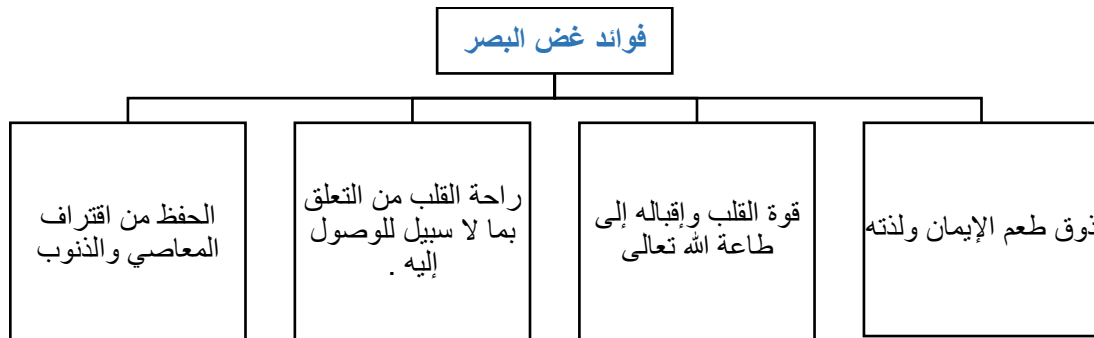 فوائد غض البصر
ذوق طعم الإيمان ولذته
قوة القلب وإقباله إلى
طاعة الله تعالى
راحة القلب من التعلق
بما لا سبيل للوصول
إليه .
الحفظ من اقتراف
المعاصي والذنوب